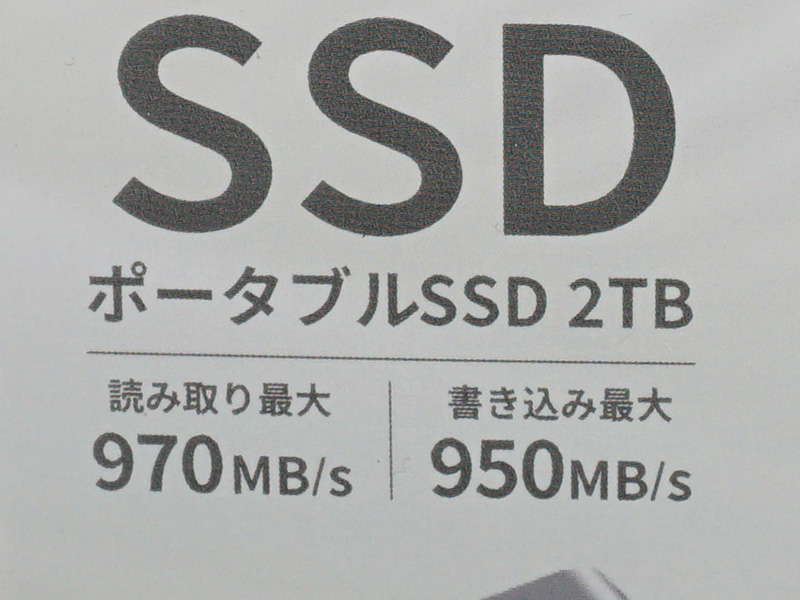 SSD
ポータブルSSD 2TB
読み取り最大
970MB/s
書き込み最大
950MB/s